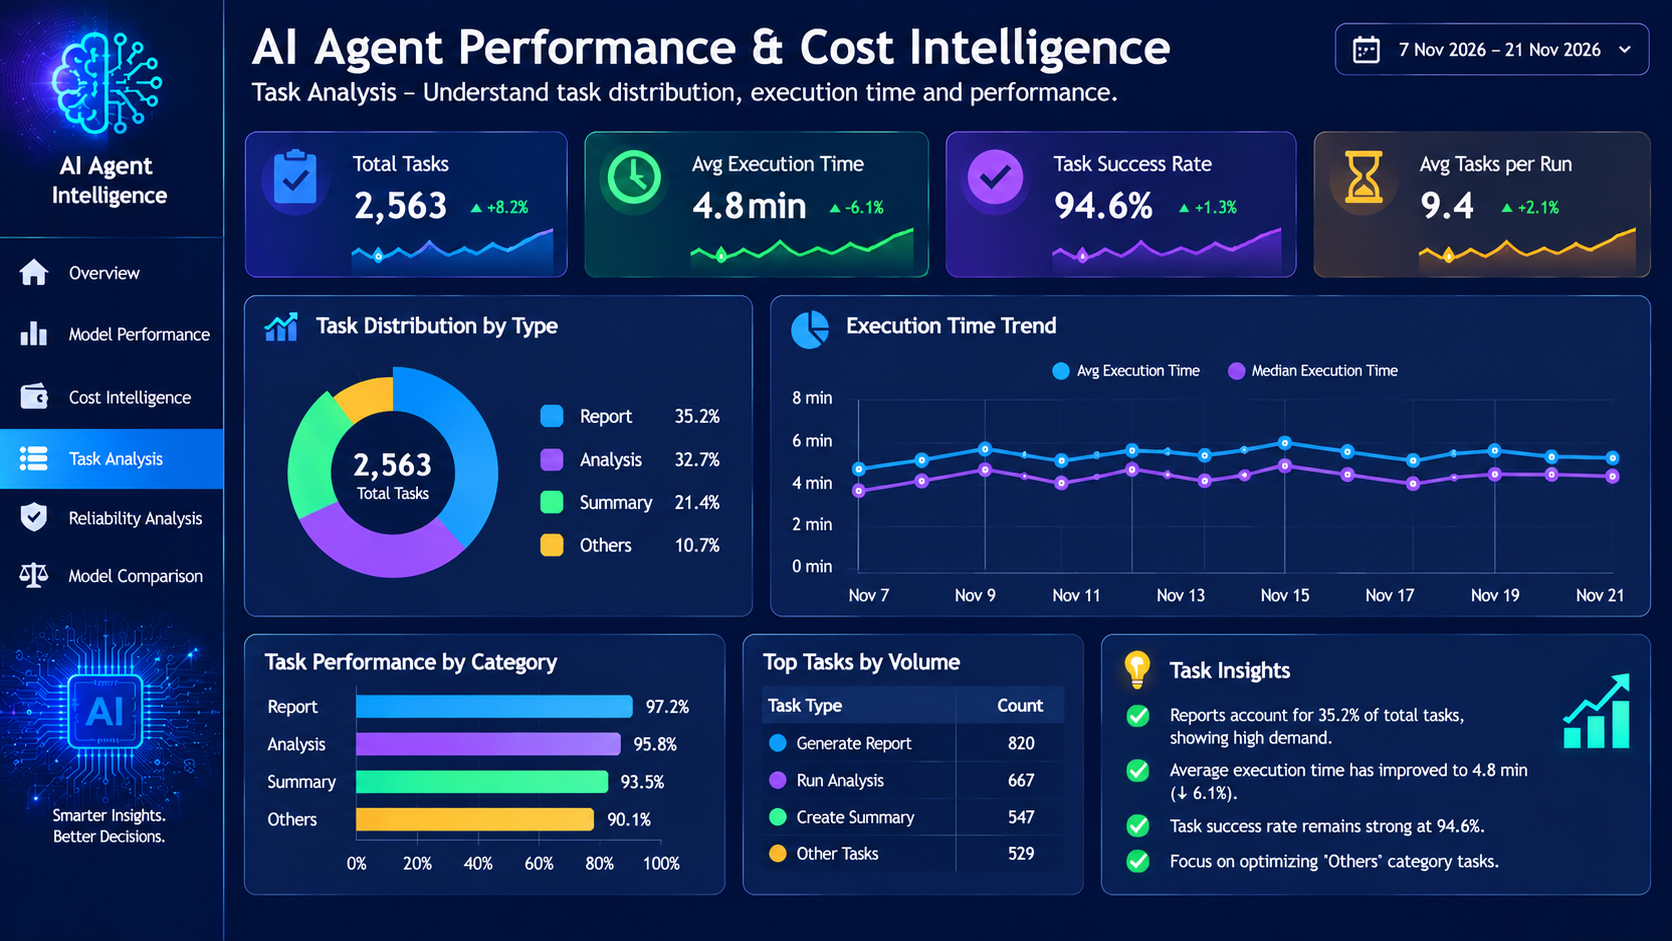 AI Agent
Intelligence
Overview
Model Performance
Cost Intelligence
Task Analysis
Reliability Analysis
Model Comparison
AI
Smarter Insights.
Better Decisions.
AI Agent Performance & Cost Intelligence
Task Analysis – Understand task distribution, execution time and performance.
7 Nov 2026 – 21 Nov 2026
Total Tasks
2,563 ▲ +8.2%
Avg Execution Time
4.8 min ▲ -6.1%
Task Success Rate
94.6% ▲ +1.3%
Avg Tasks per Run
9.4 ▲ +2.1%
Task Distribution by Type
2,563
Total Tasks
Report 35.2%
Analysis 32.7%
Summary 21.4%
Others 10.7%
Execution Time Trend
Avg Execution Time Median Execution Time
8 min
6 min
4 min
2 min
0 min
Nov 7 Nov 9 Nov 11 Nov 13 Nov 15 Nov 17 Nov 19 Nov 21
Task Performance by Category
Report 97.2%
Analysis 95.8%
Summary 93.5%
Others 90.1%
0% 20% 40% 60% 80% 100%
Top Tasks by Volume
Task Type Count
Generate Report 820
Run Analysis 667
Create Summary 547
Other Tasks 529
Task Insights
Reports account for 35.2% of total tasks,
showing high demand.
Average execution time has improved to 4.8 min
(↓ 6.1%).
Task success rate remains strong at 94.6%.
Focus on optimizing "Others" category tasks.